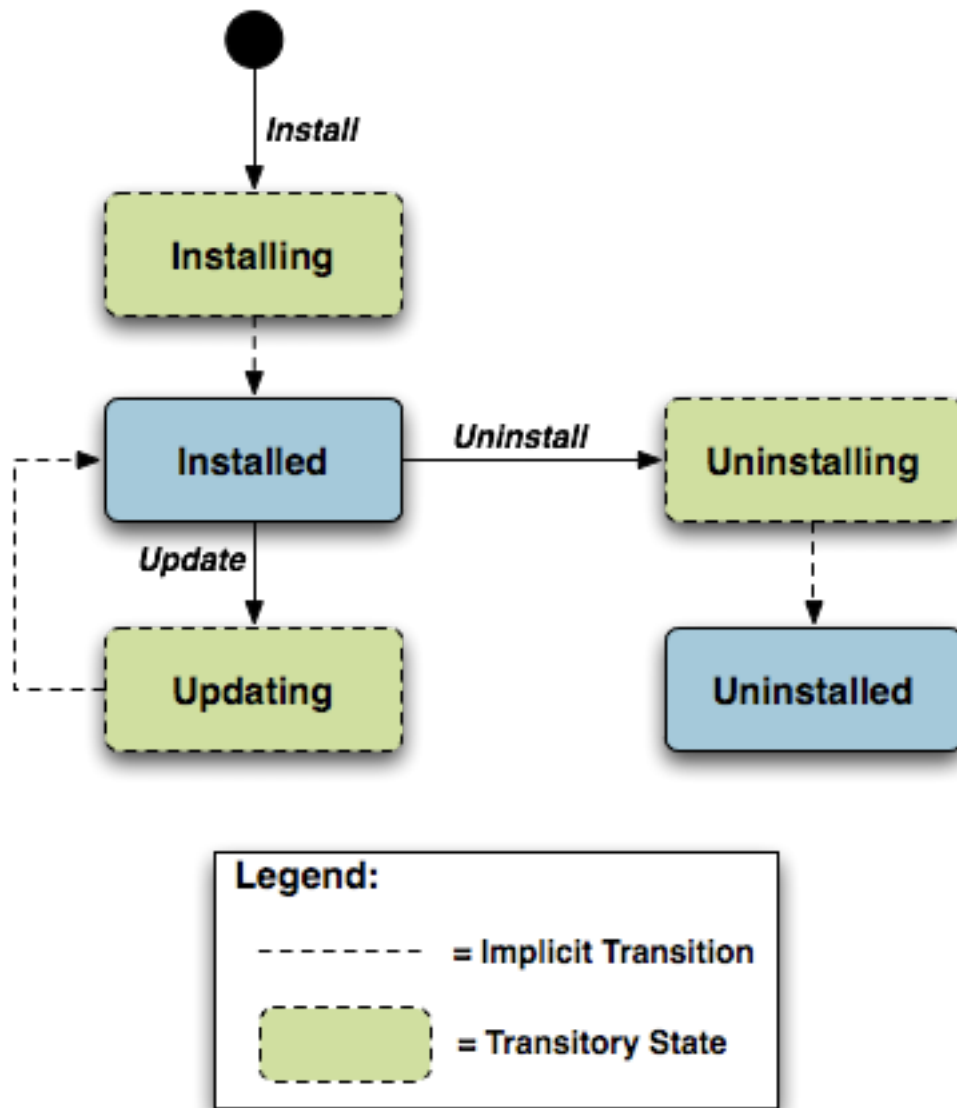 Install
Installing
Installed
Uninstall
Uninstalling
Update
Updating
Uninstalled
Legend:
= Implicit Transition
= Transitory State